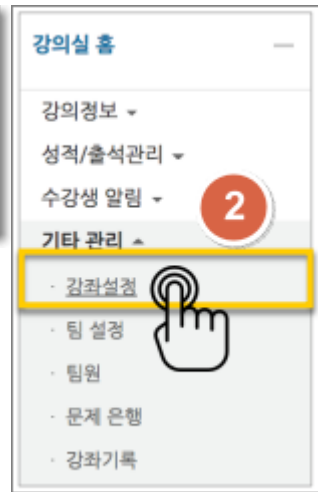 강의실 홈
강의정보
성적/출석관리
수강생 알림
2
기타 관리
· 강좌설정
· 팀 설정
· 팀원
· 문제 은행
· 강좌기록